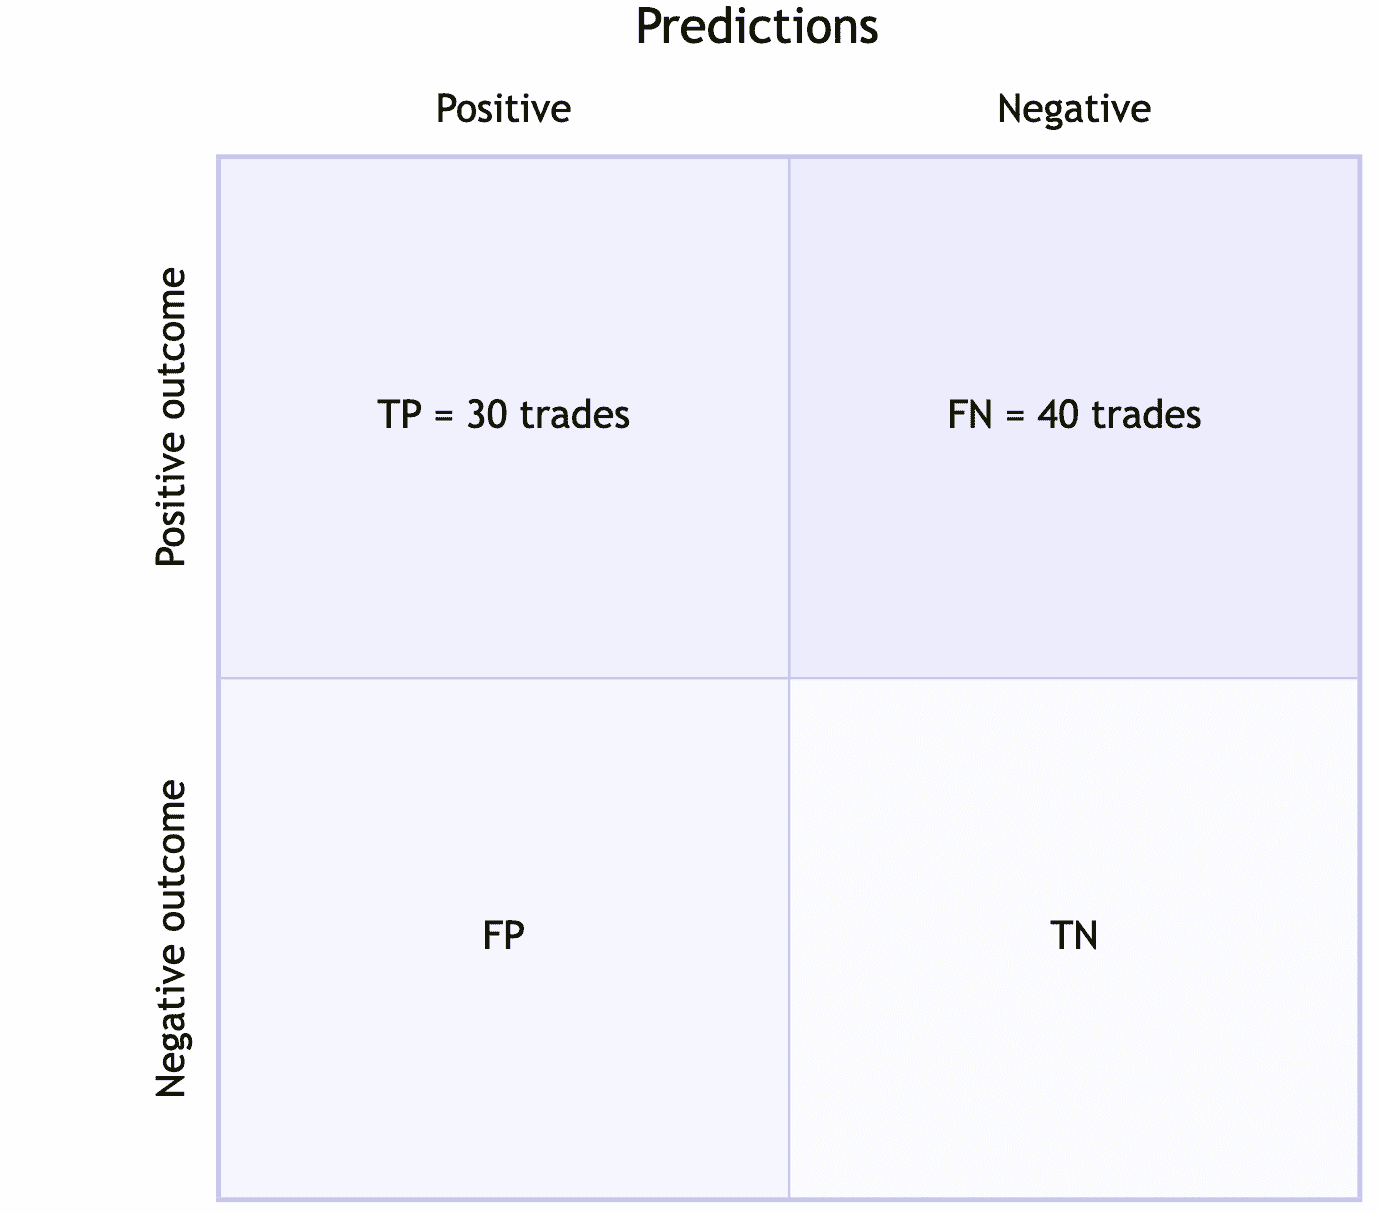 Predictions
Positive
Negative
Positive outcome
TP = 30 trades
FN = 40 trades
Negative outcome
FP
TN